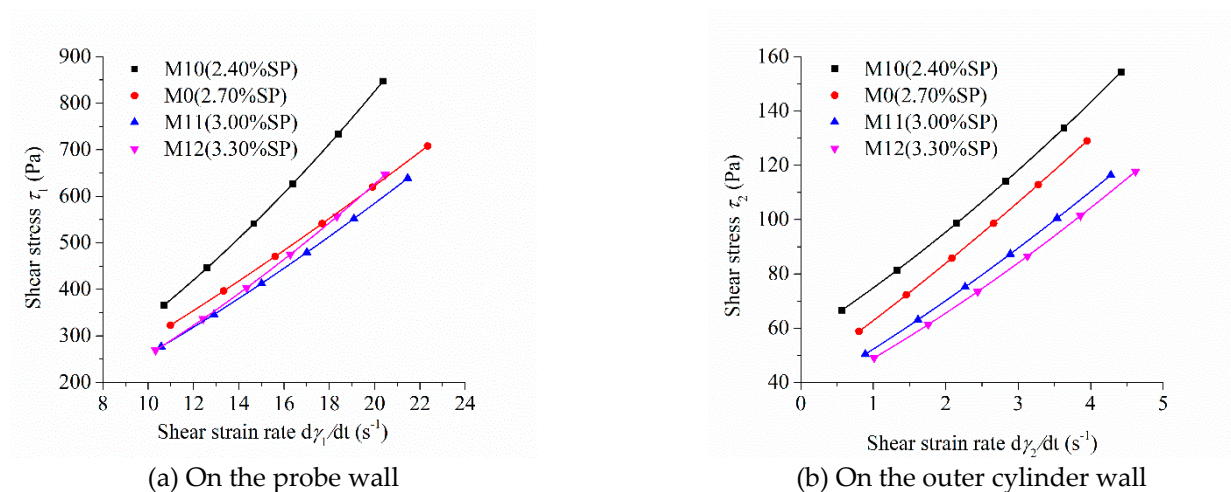 900
800
700
600
500
400
300
200
8 10 12 14 16 18 20 22 24
Shear stress τ1 (Pa)
Shear strain rate dγ1/dt (s-1)
M10(2.40%SP)
M0(2.70%SP)
M11(3.00%SP)
M12(3.30%SP)
(a) On the probe wall
160
140
120
100
80
60
40
0 1 2 3 4 5
Shear stress τ2 (Pa)
Shear strain rate dγ2/dt (s-1)
M10(2.40%SP)
M0(2.70%SP)
M11(3.00%SP)
M12(3.30%SP)
(b) On the outer cylinder wall